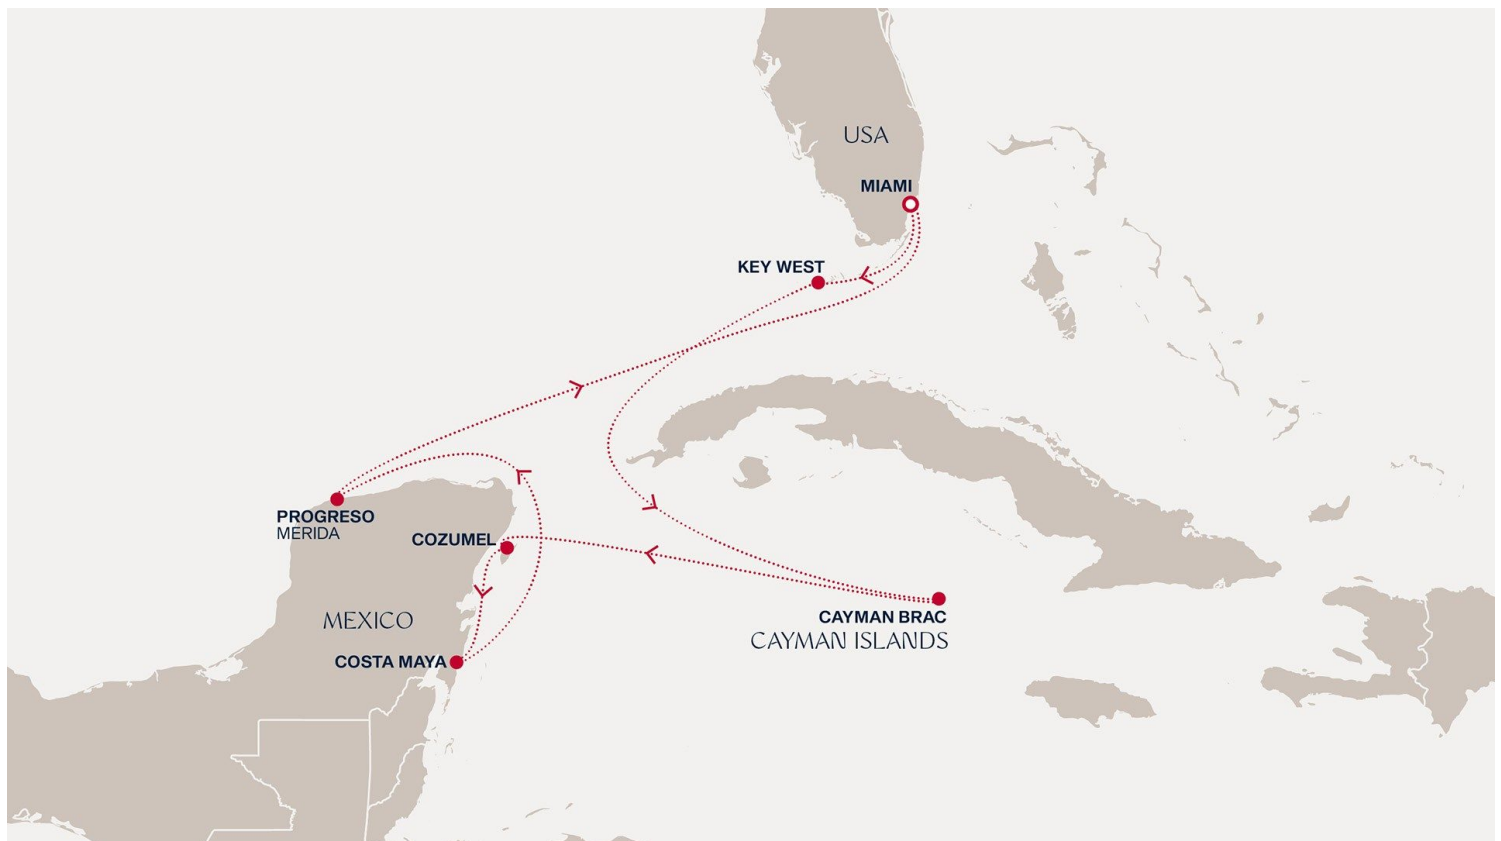 USA
MIAMI
KEY WEST
PROGRESO
MERIDA
COZUMEL
CAYMAN BRAC
CAYMAN ISLANDS
MEXICO
COSTA MAYA